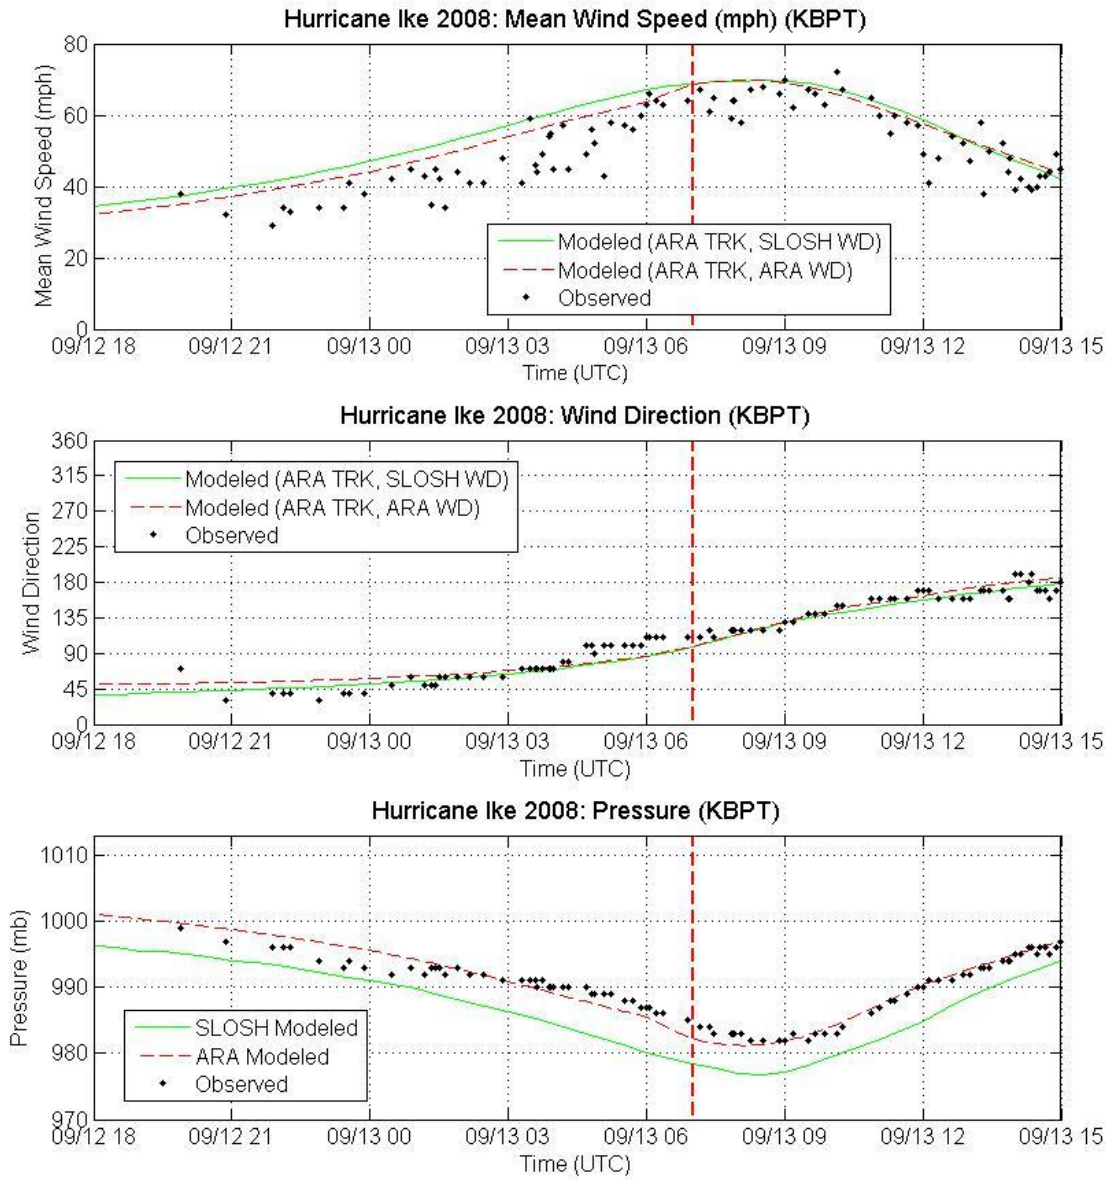 Hurricane Ike 2008: Mean Wind Speed (mph) (KBPT)
80
60
40
20
0
Mean Wind Speed (mph)
Modeled (ARA TRK, SLOSH WD)
Modeled (ARA TRK, ARA WD)
Observed
09/12 18 09/12 21 09/13 00 09/13 03 09/13 06 09/13 09 09/13 12 09/13 15
Time (UTC)
Hurricane Ike 2008: Wind Direction (KBPT)
360
315
270
225
180
135
90
45
0
Wind Direction
Modeled (ARA TRK, SLOSH WD)
Modeled (ARA TRK, ARA WD)
Observed
09/12 18 09/12 21 09/13 00 09/13 03 09/13 06 09/13 09 09/13 12 09/13 15
Time (UTC)
Hurricane Ike 2008: Pressure (KBPT)
1010
1000
990
980
970
Pressure (mb)
SLOSH Modeled
ARA Modeled
Observed
09/12 18 09/12 21 09/13 00 09/13 03 09/13 06 09/13 09 09/13 12 09/13 15
Time (UTC)